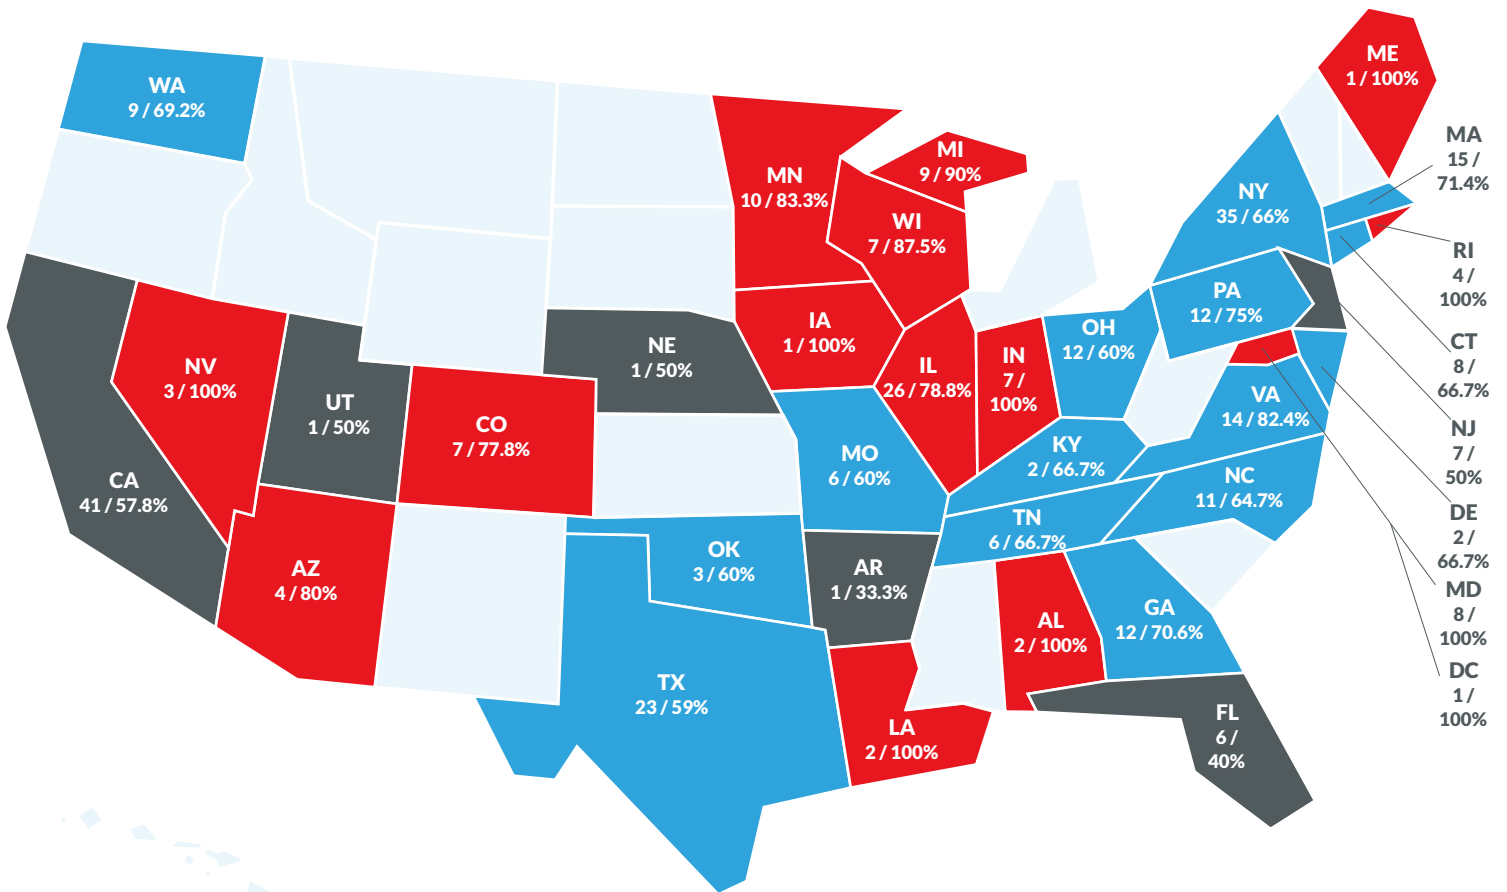 WA
9 / 69.2%
MN
10 / 83.3%
MI
9 / 90%
WI
7 / 87.5%
ME
1 / 100%
NY
35 / 66%
MA
15 /
71.4%
RI
4 /
100%
CT
8 /
66.7%
NJ
7 /
50%
DE
2 /
66.7%
MD
8 /
100%
DC
1 /
100%
PA
12 / 75%
OH
12 / 60%
IA
1 / 100%
NE
1 / 50%
NV
3 / 100%
UT
1 / 50%
CO
7 / 77.8%
IL
26 / 78.8%
IN
7 /
100%
VA
14 / 82.4%
KY
2 / 66.7%
MO
6 / 60%
CA
41 / 57.8%
NC
11 / 64.7%
TN
6 / 66.7%
OK
3 / 60%
AZ
4 / 80%
AR
1 / 33.3%
AL
2 / 100%
GA
12 / 70.6%
TX
23 / 59%
LA
2 / 100%
FL
6 /
40%